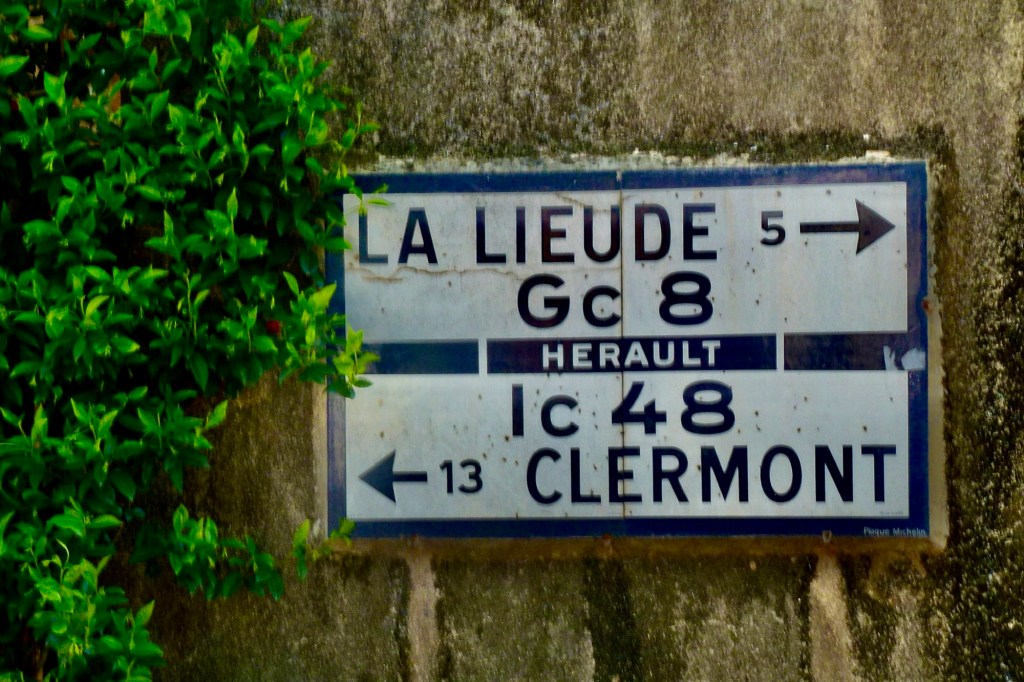 LA LIEUDE 5
Gc 8
HERAULT
Ic 48
13 CLERMONT
Plaque Michelin